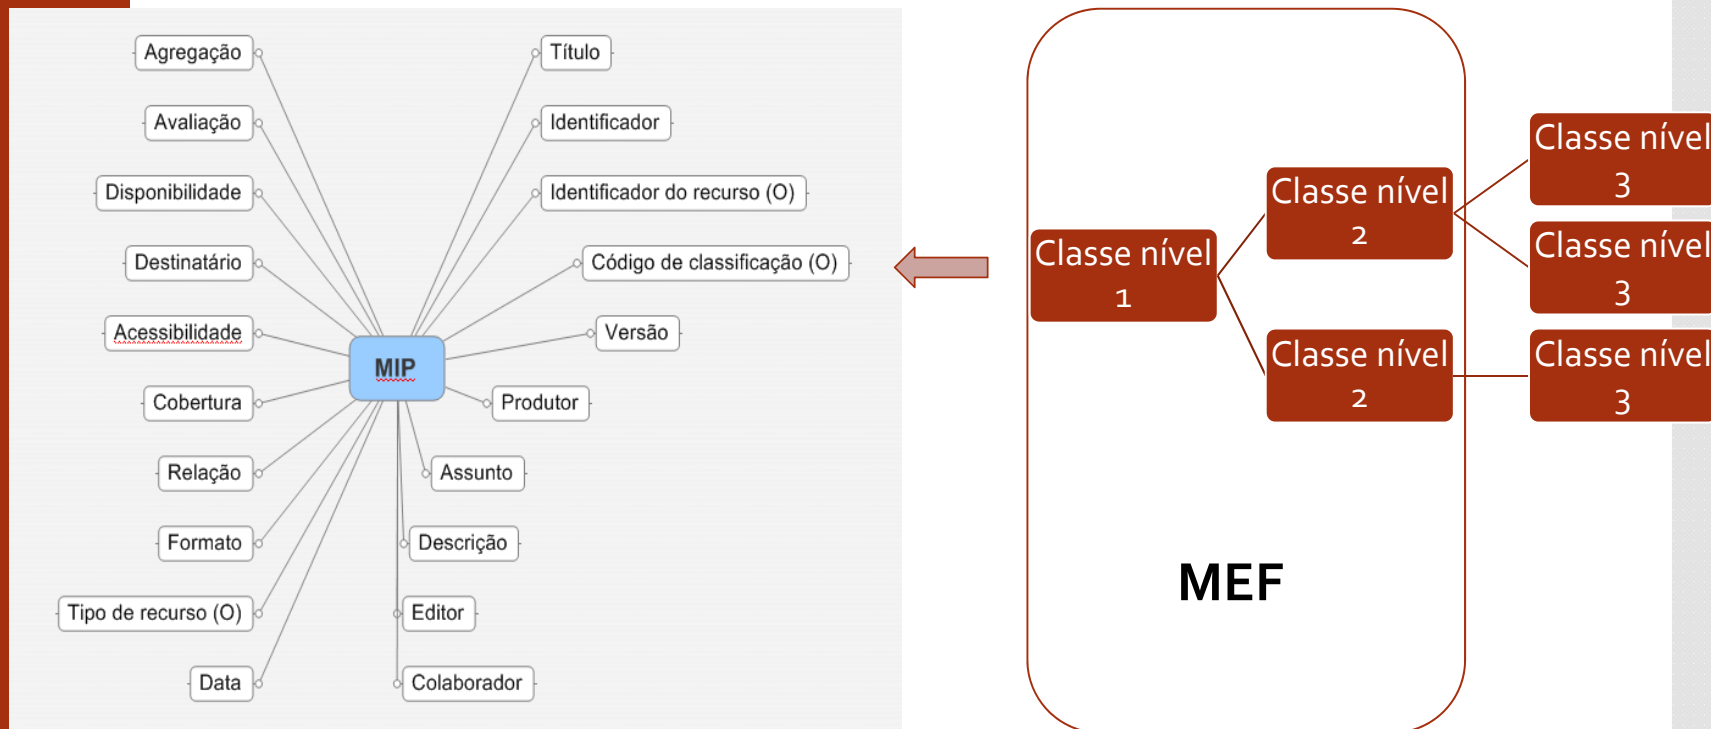 Agregação
Avaliação
Disponibilidade
Destinatário
Acessibilidade
Cobertura
Relação
Formato
Tipo de recurso (O)
Data
MIP
Título
Identificador
Identificador do recurso (O)
Código de classificação (O)
Versão
Produtor
Assunto
Descrição
Editor
Colaborador
Classe nível
1
Classe nível
2
Classe nível
2
Classe nível
3
Classe nível
3
Classe nível
3
MEF